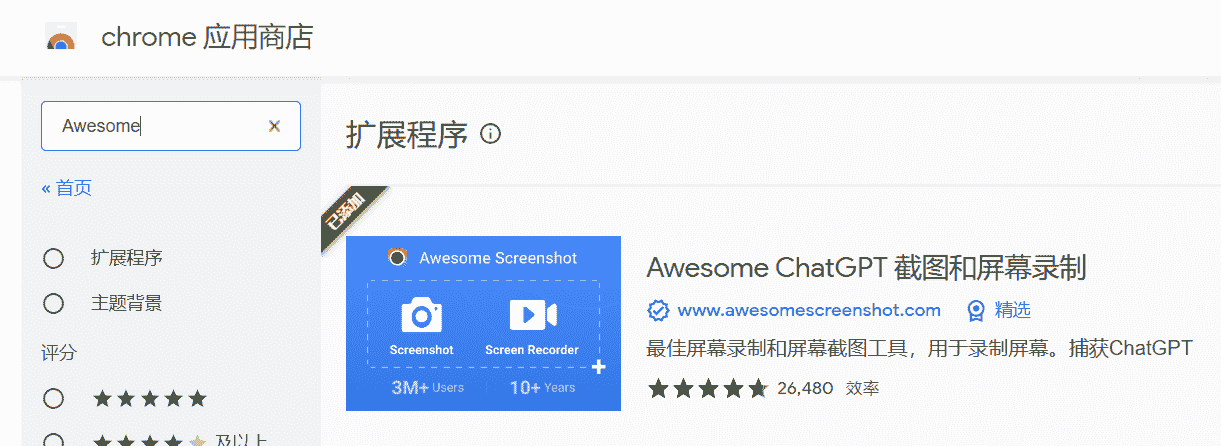 chrome 应用商店
Awesome
« 首页
扩展程序
主题背景
评分
及以上
扩展程序
已添加
Awesome Screenshot
Screenshot
Screen Recorder
3M+ Users
10+ Years
Awesome ChatGPT 截图和屏幕录制
www.awesomescreenshot.com
精选
最佳屏幕录制和屏幕截图工具，用于录制屏幕。捕获ChatGPT
26,480 效率